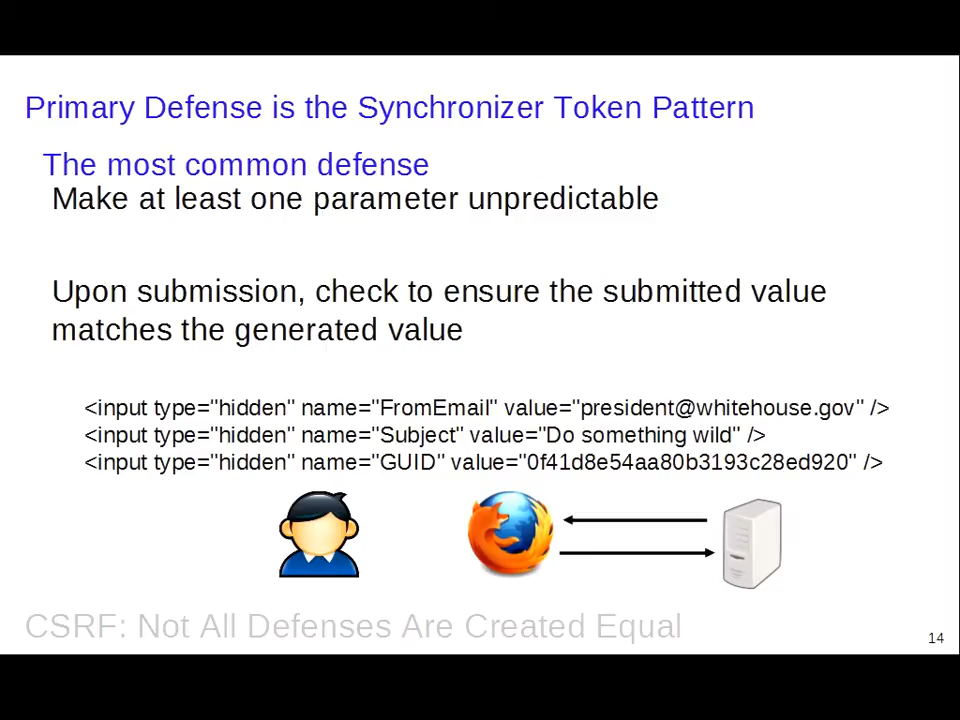 Primary Defense is the Synchronizer Token Pattern
The most common defense
Make at least one parameter unpredictable
Upon submission, check to ensure the submitted value
matches the generated value
<input type="hidden" name="FromEmail" value="president@whitehouse.gov" />
<input type="hidden" name="Subject" value="Do something wild" />
<input type="hidden" name="GUID" value="0f41d8e54aa80b3193c28ed920" />
CSRF: Not All Defenses Are Created Equal
14